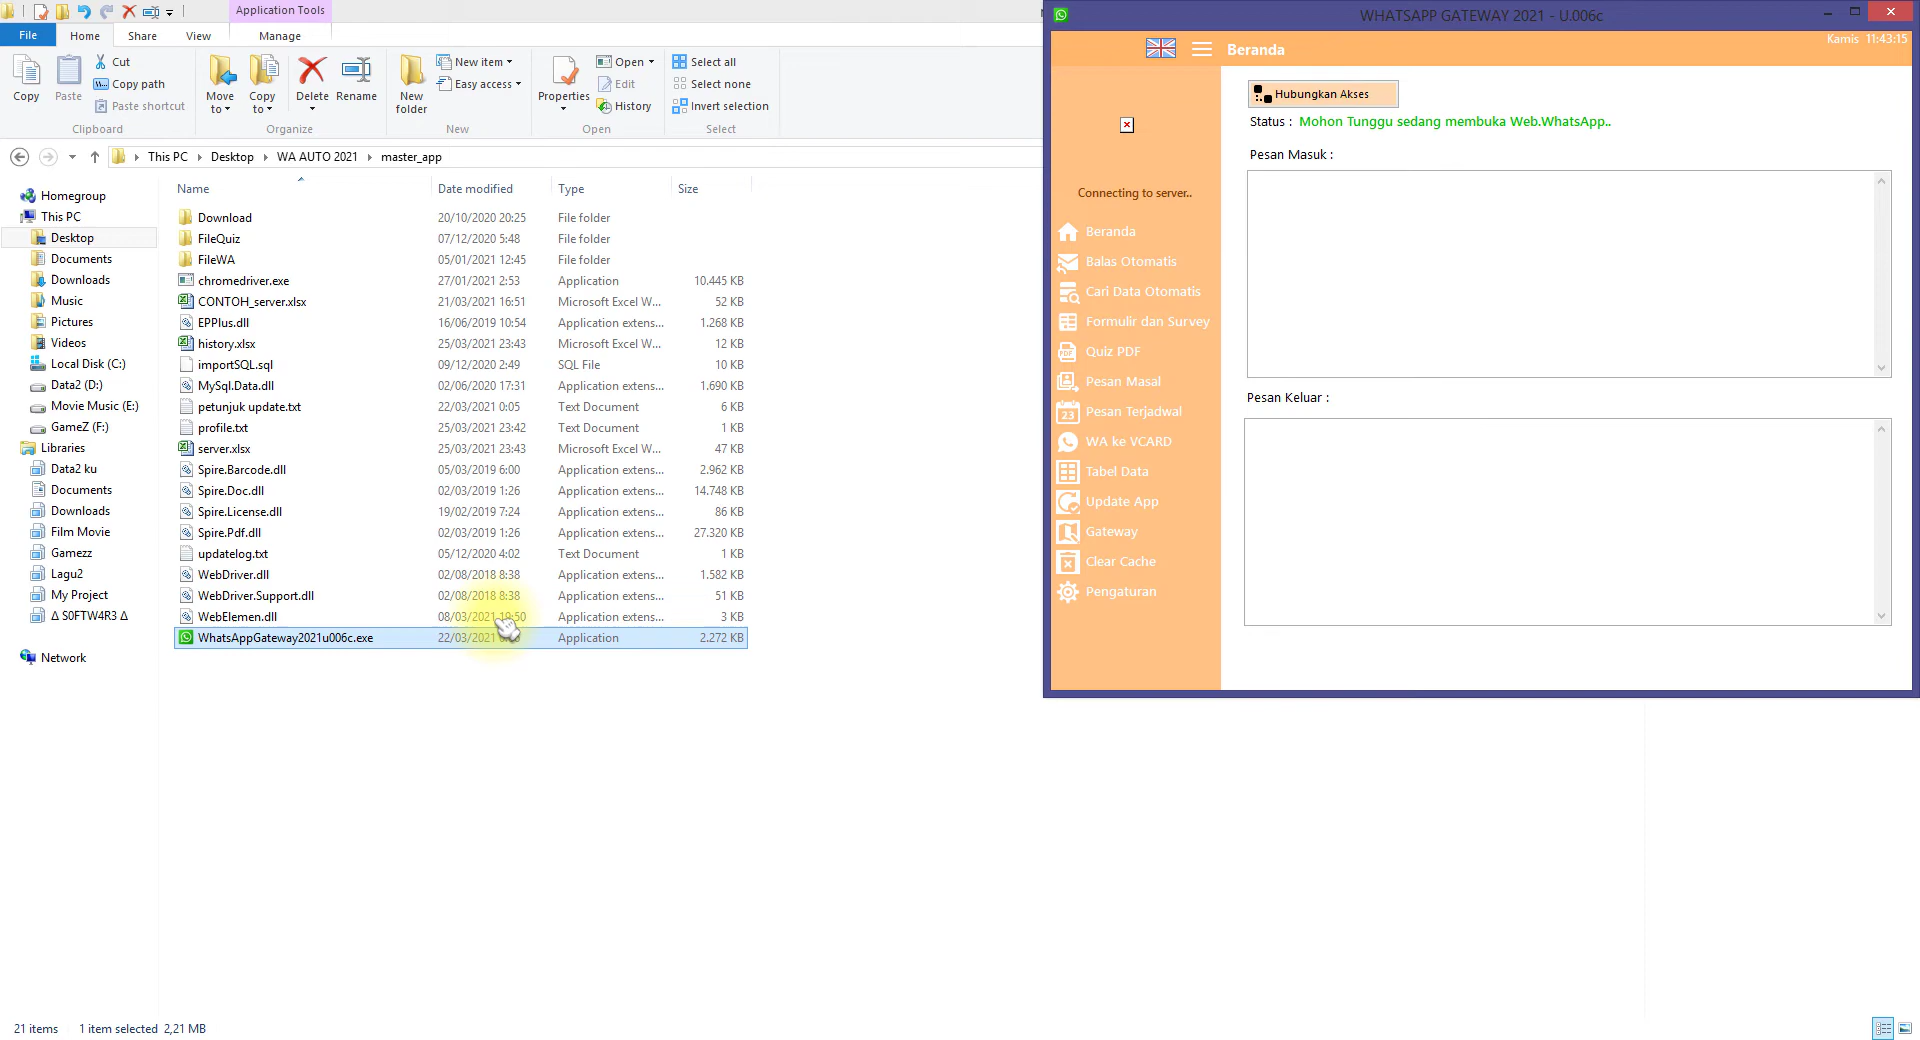 Application Tools
File Home Share View Manage
Copy
Paste
Cut
Copy path
Paste shortcut
Clipboard
Move to
Copy to
Delete
Rename
Organize
New folder
New item
Easy access
New
Properties
Open
Edit
History
Open
Select all
Select none
Invert selection
Select
This PC Desktop WA AUTO 2021 master_app
Homegroup
This PC
Desktop
Documents
Downloads
Music
Pictures
Videos
Local Disk (C:)
Data2 (D:)
Movie Music (E:)
GameZ (F:)
Libraries
Data2 ku
Documents
Downloads
Film Movie
Gamezz
Lagu2
My Project
Δ S0FTW4R3 Δ
Network
Name Date modified Type Size
Download 20/10/2020 20:25 File folder
FileQuiz 07/12/2020 5:48 File folder
FileWA 05/01/2021 12:45 File folder
chromedriver.exe 27/01/2021 2:53 Application 10.445 KB
CONTOH_server.xlsx 21/03/2021 16:51 Microsoft Excel W... 52 KB
EPPlus.dll 16/06/2019 10:54 Application extens... 1.268 KB
history.xlsx 25/03/2021 23:43 Microsoft Excel W... 12 KB
importSQL.sql 09/12/2020 2:49 SQL File 10 KB
MySql.Data.dll 02/06/2020 17:31 Application extens... 1.690 KB
petunjuk update.txt 22/03/2021 0:05 Text Document 6 KB
profile.txt 25/03/2021 23:42 Text Document 1 KB
server.xlsx 25/03/2021 23:43 Microsoft Excel W... 47 KB
Spire.Barcode.dll 05/03/2019 6:00 Application extens... 2.962 KB
Spire.Doc.dll 02/03/2019 1:26 Application extens... 14.748 KB
Spire.License.dll 19/02/2019 7:24 Application extens... 86 KB
Spire.Pdf.dll 02/03/2019 1:26 Application extens... 27.320 KB
updatelog.txt 05/12/2020 4:02 Text Document 1 KB
WebDriver.dll 02/08/2018 8:38 Application extens... 1.582 KB
WebDriver.Support.dll 02/08/2018 8:38 Application extens... 51 KB
WebElemen.dll 08/03/2021 19:50 Application extens... 3 KB
WhatsAppGateway2021u006c.exe 22/03/2021 Application 2.272 KB
21 items 1 item selected 2,21 MB
WHATSAPP GATEWAY 2021 - U.006c
Beranda
Kamis 11:43:15
Connecting to server..
Beranda
Balas Otomatis
Cari Data Otomatis
Formulir dan Survey
PDF
Quiz PDF
Pesan Masal
23
Pesan Terjadwal
WA ke VCARD
Tabel Data
Update App
Gateway
Clear Cache
Pengaturan
Hubungkan Akses
Status : Mohon Tunggu sedang membuka Web.WhatsApp..
Pesan Masuk :
Pesan Keluar :